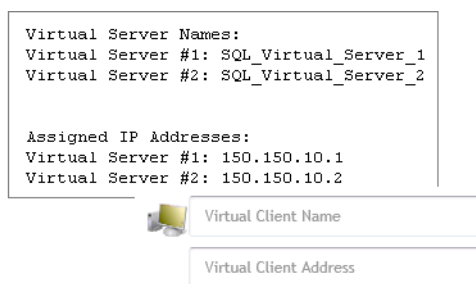 Virtual Server Names:
Virtual Server #1: SQL_Virtual_Server_1
Virtual Server #2: SQL_Virtual_Server_2
Assigned IP Addresses:
Virtual Server #1: 150.150.10.1
Virtual Server #2: 150.150.10.2
Virtual Client Name
Virtual Client Address